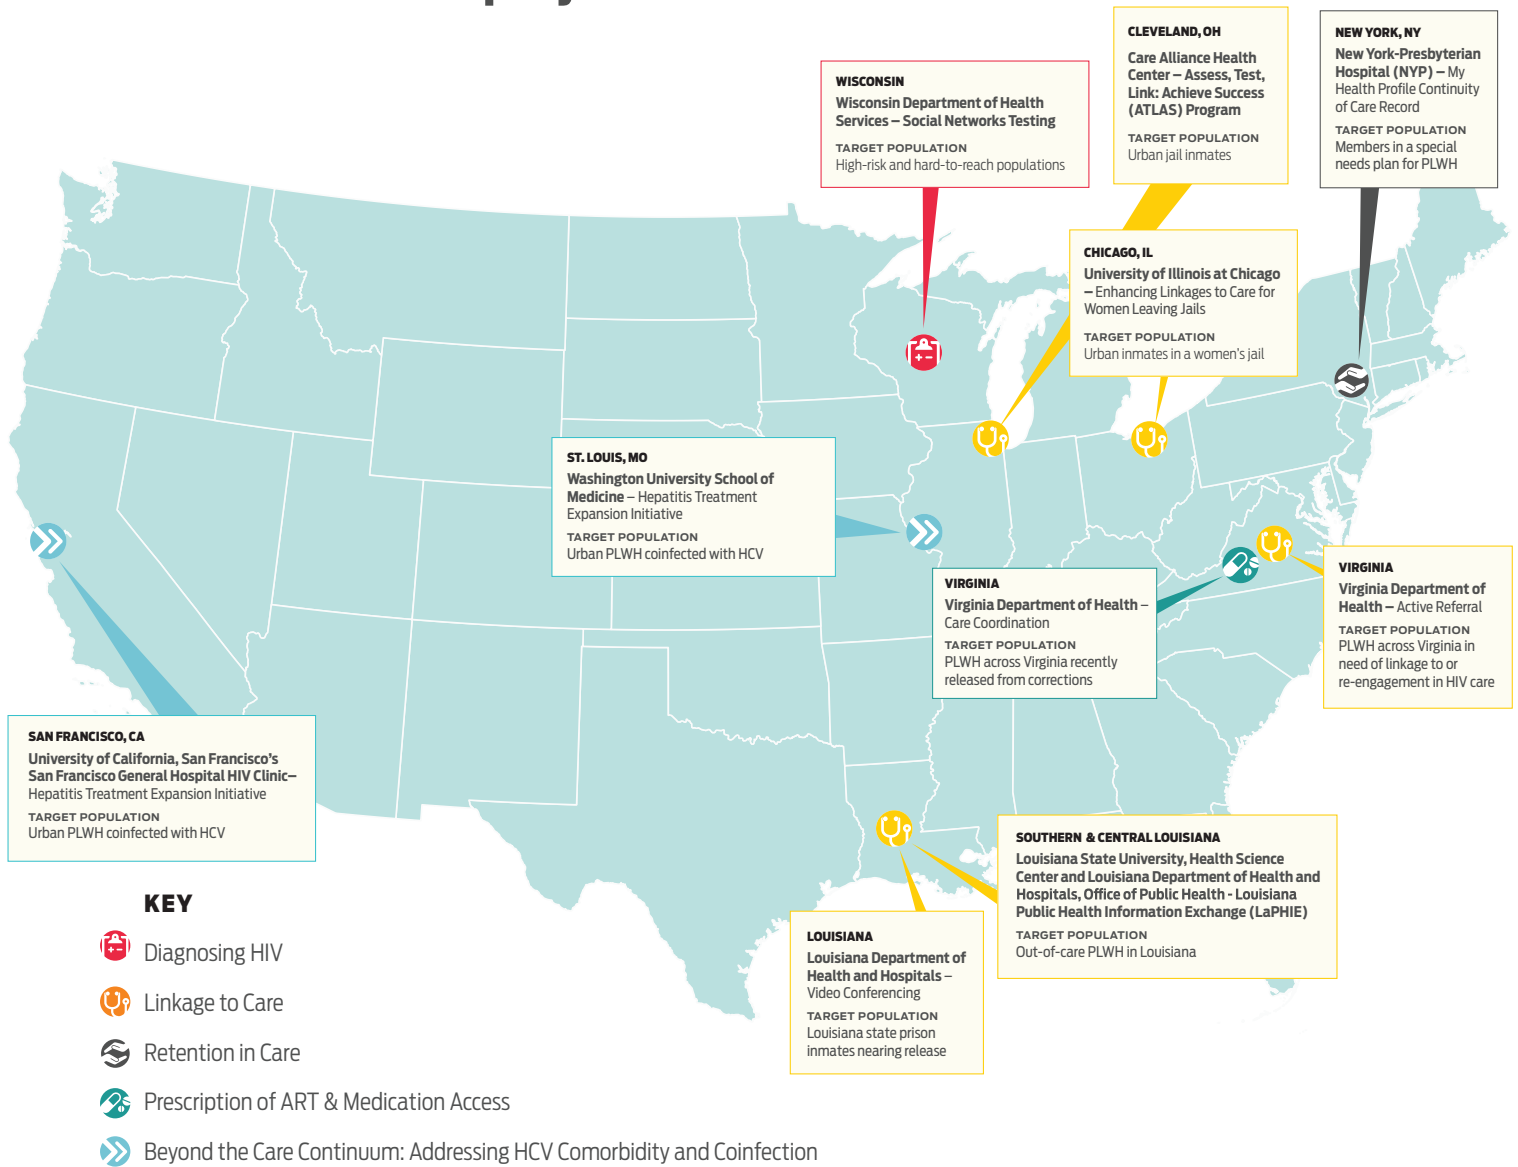 WISCONSIN
Wisconsin Department of Health
Services – Social Networks Testing
TARGET POPULATION
High-risk and hard-to-reach populations
CLEVELAND, OH
Care Alliance Health
Center – Assess, Test,
Link: Achieve Success
(ATLAS) Program
TARGET POPULATION
Urban jail inmates
NEW YORK, NY
New York-Presbyterian
Hospital (NYP) – My
Health Profile Continuity
of Care Record
TARGET POPULATION
Members in a special
needs plan for PLWH
CHICAGO, IL
University of Illinois at Chicago
– Enhancing Linkages to Care for
Women Leaving Jails
TARGET POPULATION
Urban inmates in a women's jail
ST. LOUIS, MO
Washington University School of
Medicine – Hepatitis Treatment
Expansion Initiative
TARGET POPULATION
Urban PLWH coinfected with HCV
VIRGINIA
Virginia Department of Health –
Care Coordination
TARGET POPULATION
PLWH across Virginia recently
released from corrections
VIRGINIA
Virginia Department of
Health – Active Referral
TARGET POPULATION
PLWH across Virginia in
need of linkage to or
re-engagement in HIV care
SAN FRANCISCO, CA
University of California, San Francisco's
San Francisco General Hospital HIV Clinic–
Hepatitis Treatment Expansion Initiative
TARGET POPULATION
Urban PLWH coinfected with HCV
SOUTHERN & CENTRAL LOUISIANA
Louisiana State University, Health Science
Center and Louisiana Department of Health and
Hospitals, Office of Public Health - Louisiana
Public Health Information Exchange (LaPHIE)
TARGET POPULATION
Out-of-care PLWH in Louisiana
LOUISIANA
Louisiana Department of
Health and Hospitals –
Video Conferencing
TARGET POPULATION
Louisiana state prison
inmates nearing release
KEY
Diagnosing HIV
Linkage to Care
Retention in Care
Prescription of ART & Medication Access
Beyond the Care Continuum: Addressing HCV Comorbidity and Coinfection